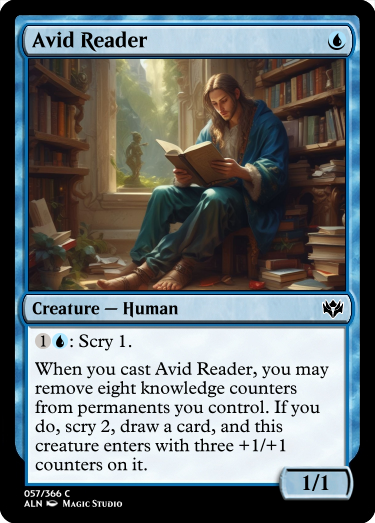 Avid Reader
Creature — Human
1: Scry 1.
When you cast Avid Reader, you may
remove eight knowledge counters
from permanents you control. If you
do, scry 2, draw a card, and this
creature enters with three +1/+1
counters on it.
1/1
057/366 C
ALN Magic Studio